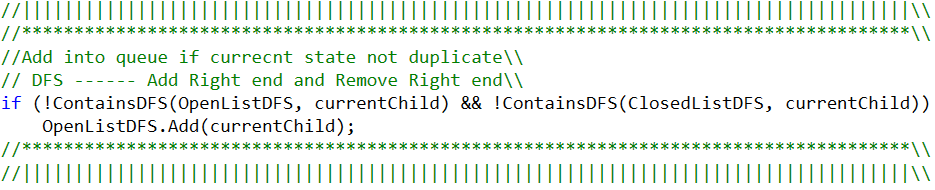 //|||||||||||||||||||||||||||||||||||||||||||||||||||||||||||||||||||||||||||||||||||||\\
//*************************************************************************************\\
//Add into queue if currecnt state not duplicate\\
// DFS ------ Add Right end and Remove Right end\\
if (!ContainsDFS(OpenListDFS, currentChild) && !ContainsDFS(ClosedListDFS, currentChild))
OpenListDFS.Add(currentChild);
//*************************************************************************************\\
//|||||||||||||||||||||||||||||||||||||||||||||||||||||||||||||||||||||||||||||||||||||\\